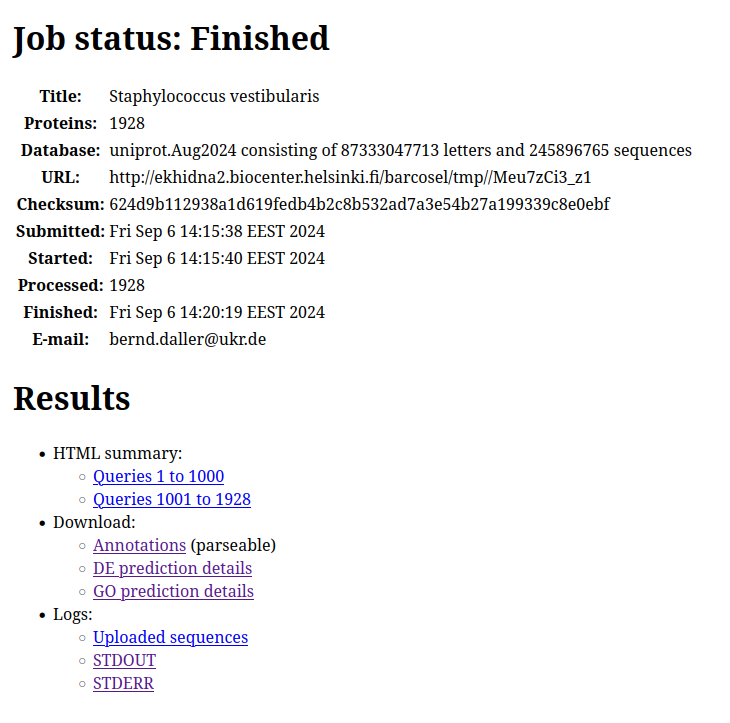 Job status: Finished
Title: Staphylococcus vestibularis
Proteins: 1928
Database: uniprot.Aug2024 consisting of 87333047713 letters and 245896765 sequences
URL: http://ekhidna2.biocenter.helsinki.fi/barcosel/tmp//Meu7zCi3_z1
Checksum: 624d9b112938a1d619fedb4b2c8b532ad7a3e54b27a199339c8e0ebf
Submitted: Fri Sep 6 14:15:38 EEST 2024
Started: Fri Sep 6 14:15:40 EEST 2024
Processed: 1928
Finished: Fri Sep 6 14:20:19 EEST 2024
E-mail: bernd.daller@ukr.de
Results
• HTML summary:
○ Queries 1 to 1000
○ Queries 1001 to 1928
• Download:
○ Annotations (parseable)
○ DE prediction details
○ GO prediction details
• Logs:
○ Uploaded sequences
○ STDOUT
○ STDERR